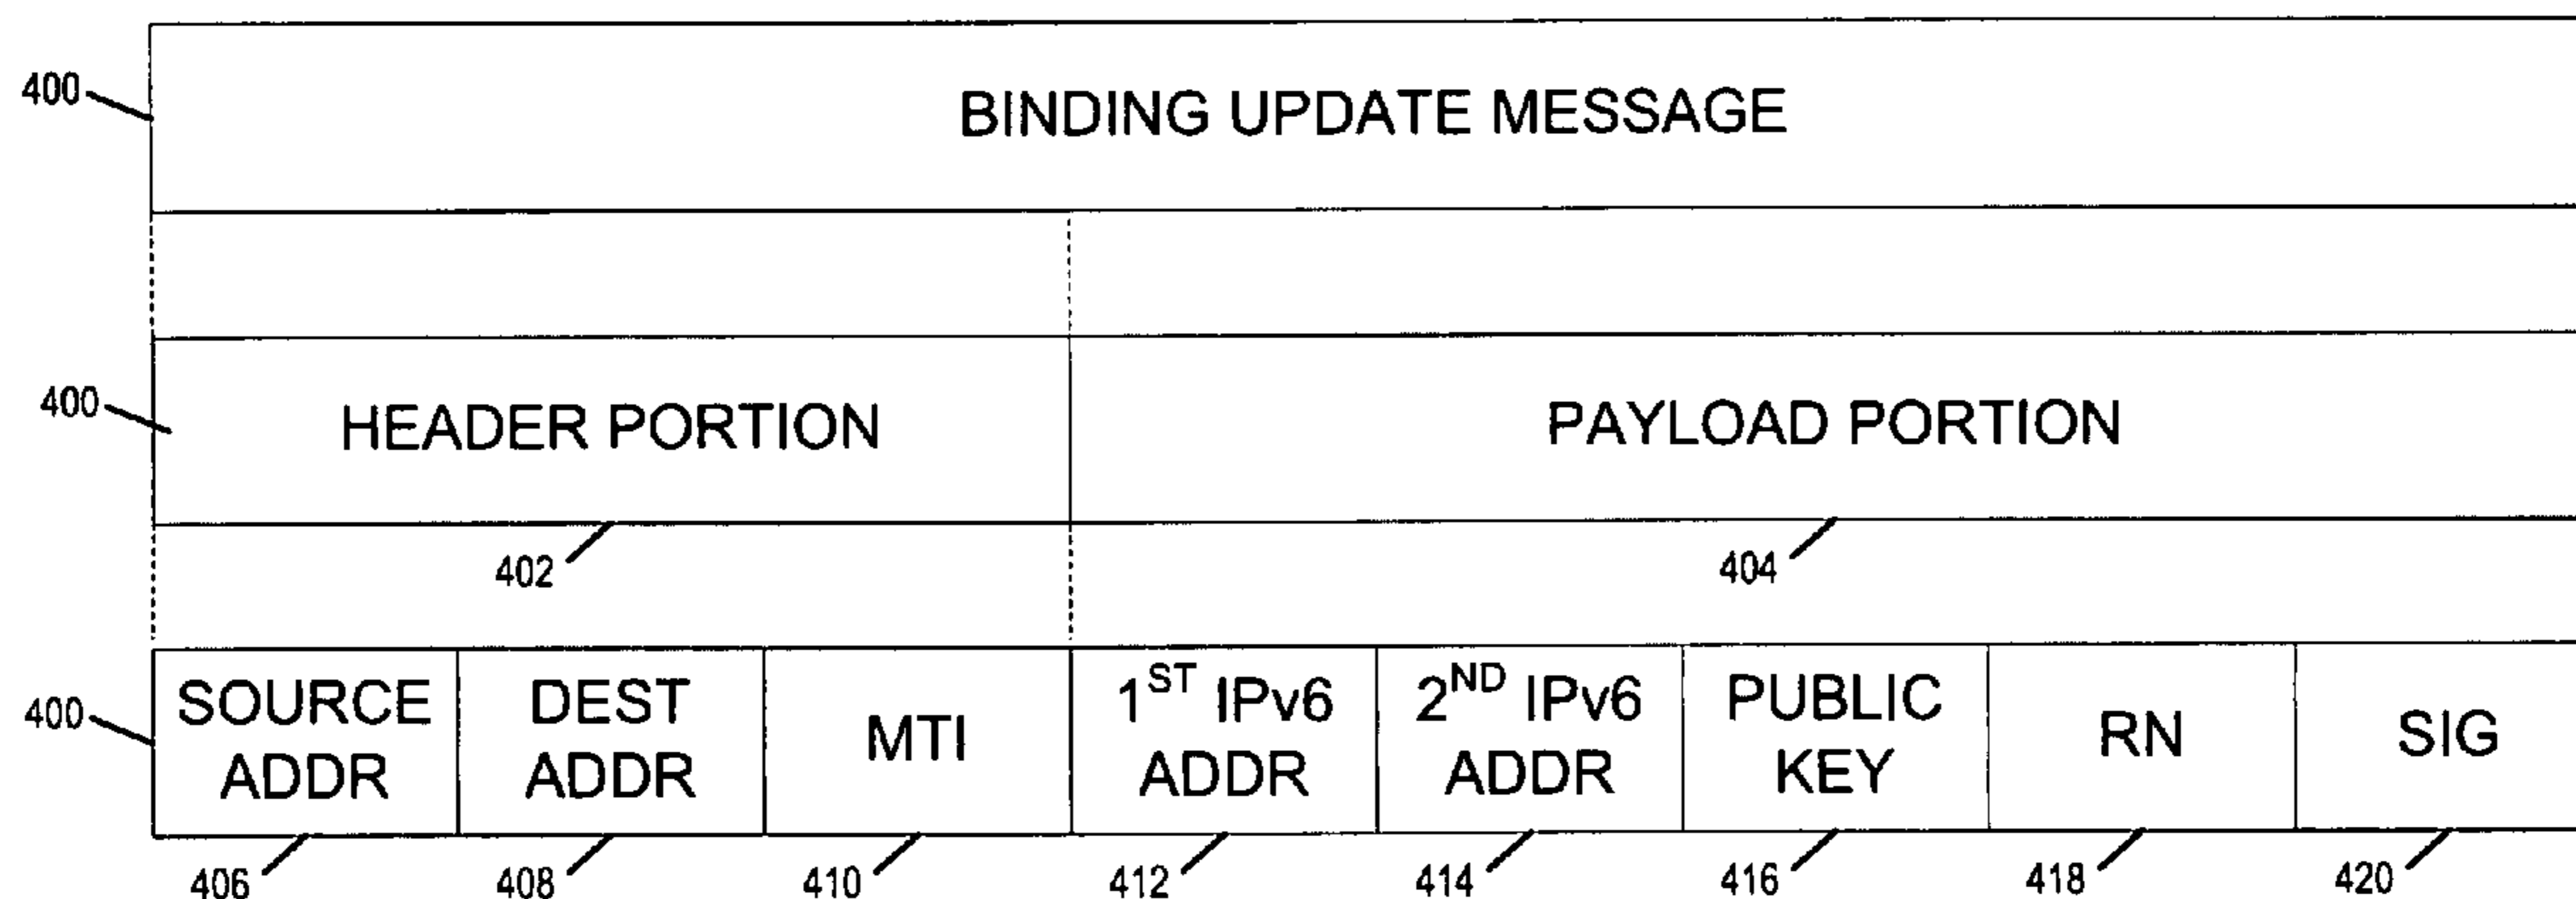 400 BINDING UPDATE MESSAGE
400 HEADER PORTION PAYLOAD PORTION
402 404
SOURCE DEST 1ST IPv6 2ND IPv6 PUBLIC
400 MTI RN SIG
ADDR ADDR ADDR ADDR KEY
406 408 410 412 414 416 418 420